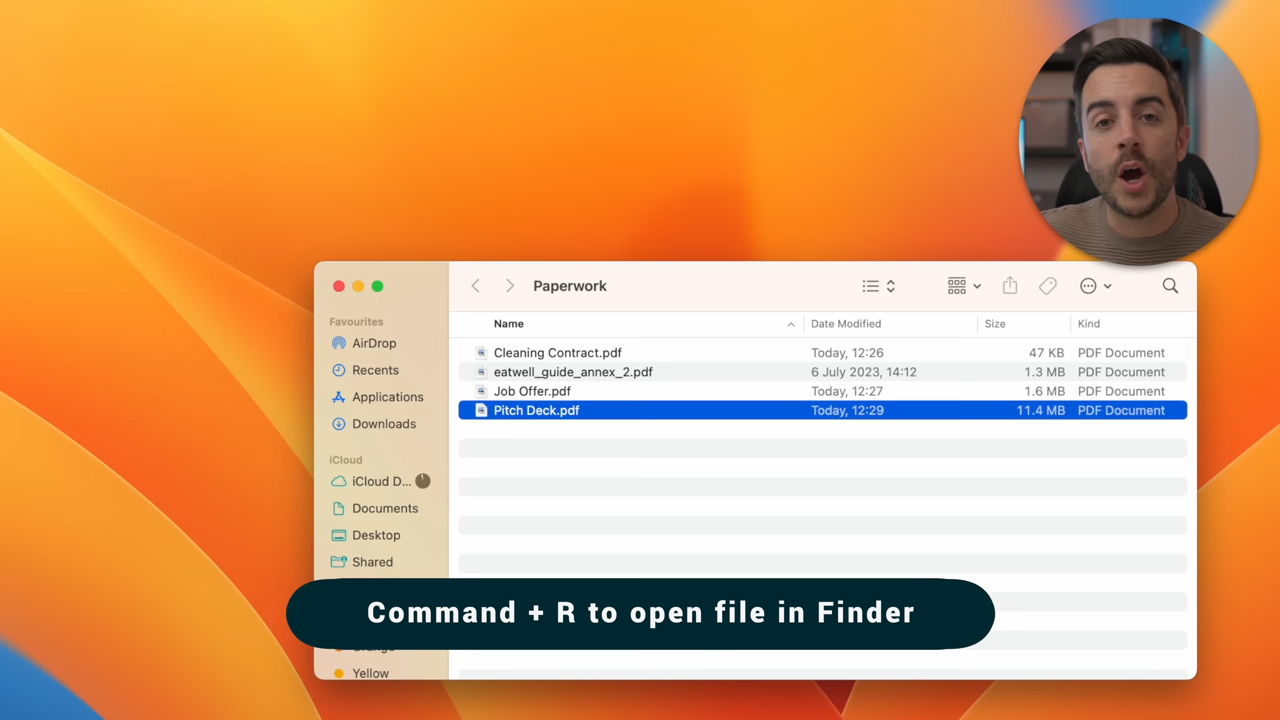 Paperwork
Favourites
AirDrop
Recents
Applications
Downloads
iCloud
iCloud D...
Documents
Desktop
Shared
Orange
Yellow
Name Date Modified Size Kind
Cleaning Contract.pdf Today, 12:26 47 KB PDF Document
eatwell_guide_annex_2.pdf 6 July 2023, 14:12 1.3 MB PDF Document
Job Offer.pdf Today, 12:27 1.6 MB PDF Document
Pitch Deck.pdf Today, 12:29 11.4 MB PDF Document
Command + R to open file in Finder